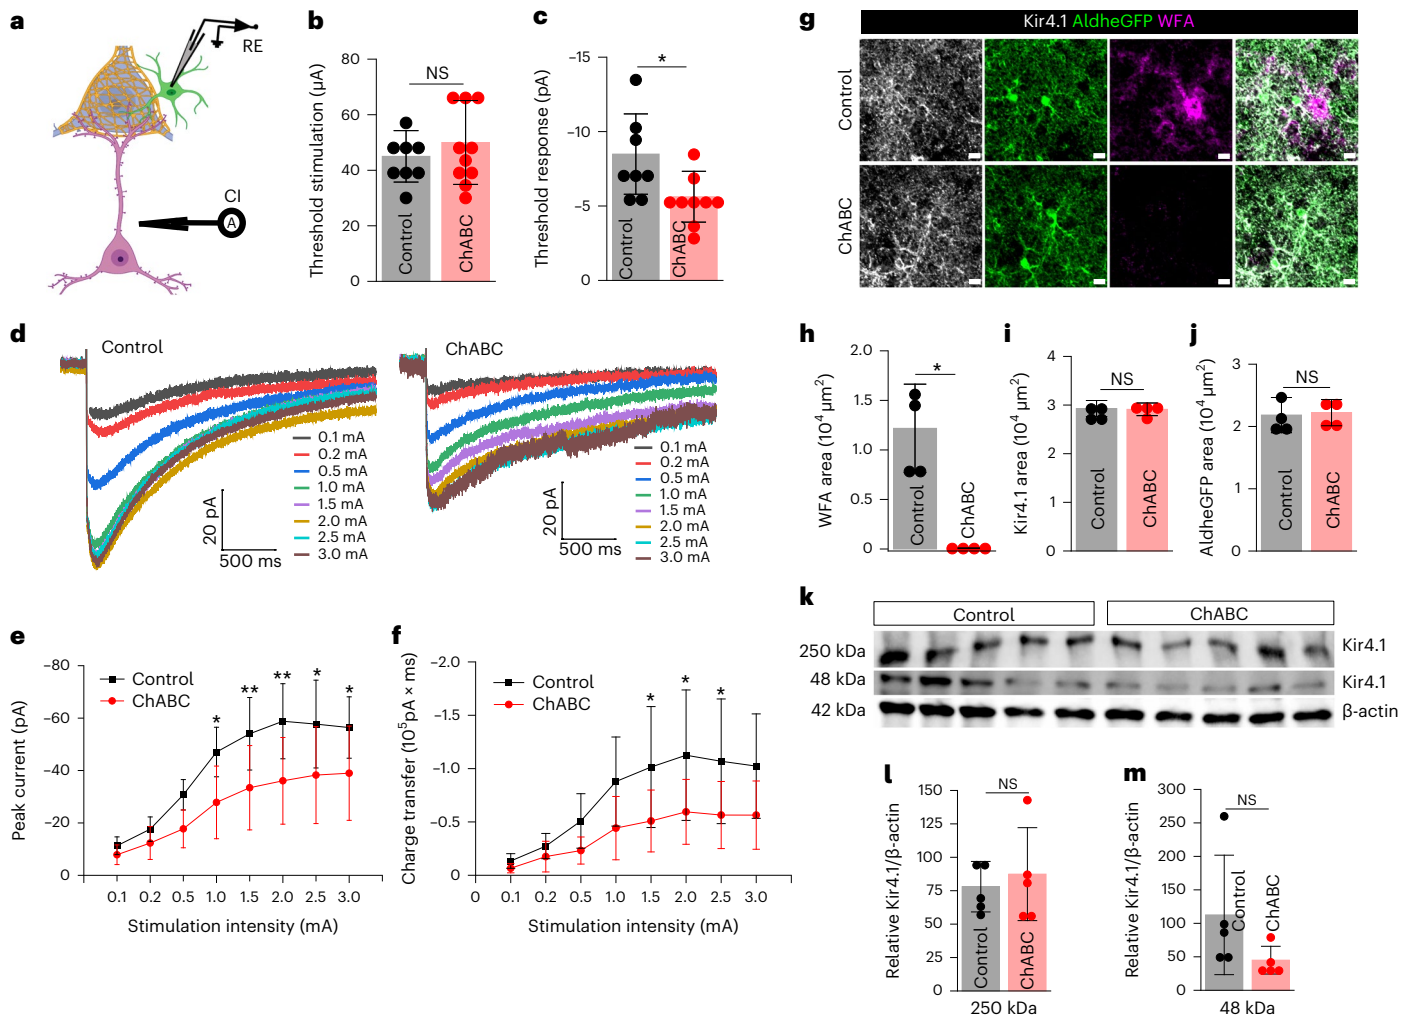 a
RE
CI
A
b
Threshold stimulation (µA)
80
60
40
20
0
NS
Control
ChABC
c
Threshold response (pA)
−15
−10
−5
0
*
Control
ChABC
g
Kir4.1 AldheGFP WFA
Control
ChABC
d
Control
0.1 mA
0.2 mA
0.5 mA
1.0 mA
1.5 mA
2.0 mA
2.5 mA
3.0 mA
20 pA
500 ms
ChABC
0.1 mA
0.2 mA
0.5 mA
1.0 mA
1.5 mA
2.0 mA
2.5 mA
3.0 mA
20 pA
500 ms
h
WFA area (10⁻⁴ µm²)
2.0
1.5
1.0
0.5
0
*
Control
ChABC
i
Kir4.1 area (10⁻⁴ µm²)
4
3
2
1
0
NS
Control
ChABC
j
AldheGFP area (10⁻⁴ µm²)
3
2
1
0
NS
Control
ChABC
e
Peak current (pA)
−80
−60
−40
−20
0
Control
ChABC
* ** ** * *
0.1 0.2 0.5 1.0 1.5 2.0 2.5 3.0
Stimulation intensity (mA)
f
Charge transfer (10⁻⁵pA × ms)
−2.0
−1.5
−1.0
−0.5
0
Control
ChABC
* * *
0 0.1 0.2 0.5 1.0 1.5 2.0 2.5 3.0
Stimulation intensity (mA)
k
Control ChABC
250 kDa Kir4.1
48 kDa Kir4.1
42 kDa β-actin
l
Relative Kir4.1/β-actin
150
125
100
75
50
25
0
NS
Control
ChABC
250 kDa
m
Relative Kir4.1/β-actin
300
250
200
150
100
50
0
NS
Control
ChABC
48 kDa